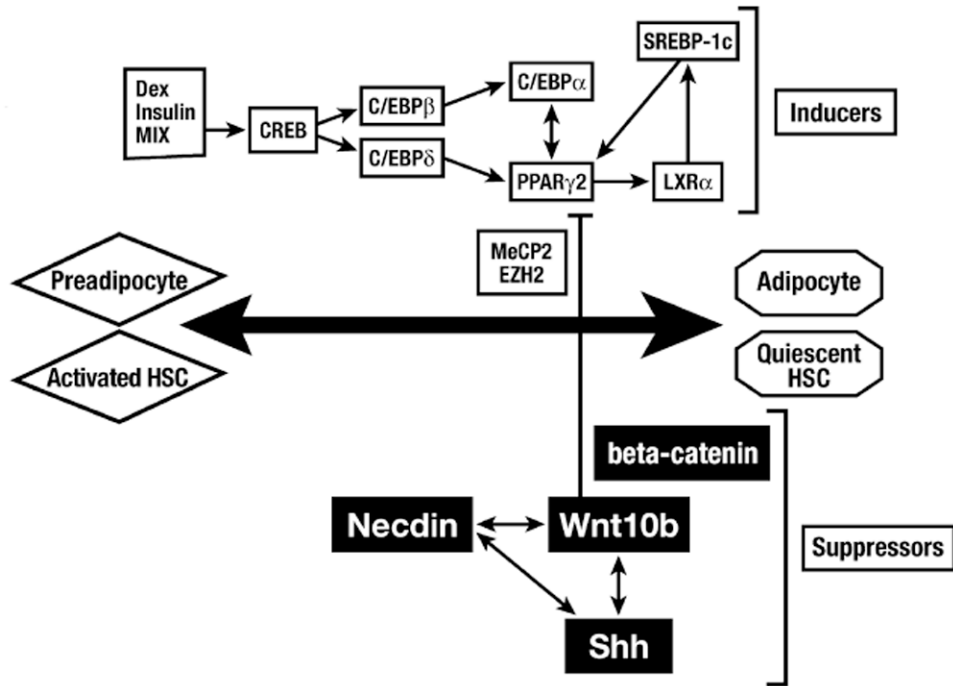 SREBP-1c
Dex
Insulin
MIX
CREB
C/EBPβ
C/EBPα
C/EBPδ
PPARγ2
LXRα
Inducers
MeCP2
EZH2
Preadipocyte
Adipocyte
Activated HSC
Quiescent
HSC
beta-catenin
Necdin
Wnt10b
Suppressors
Shh